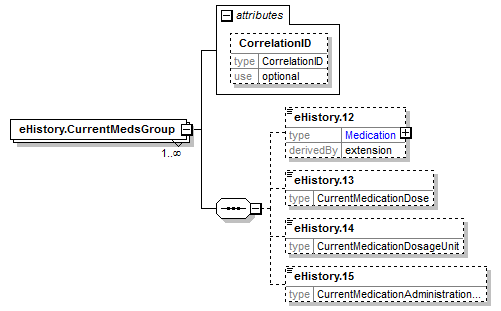 attributes
CorrelationID
type CorrelationID
use optional
eHistory.CurrentMedsGroup
1..∞
eHistory.12
type Medication
derivedBy extension
eHistory.13
type CurrentMedicationDose
eHistory.14
type CurrentMedicationDosageUnit
eHistory.15
type CurrentMedicationAdministration...